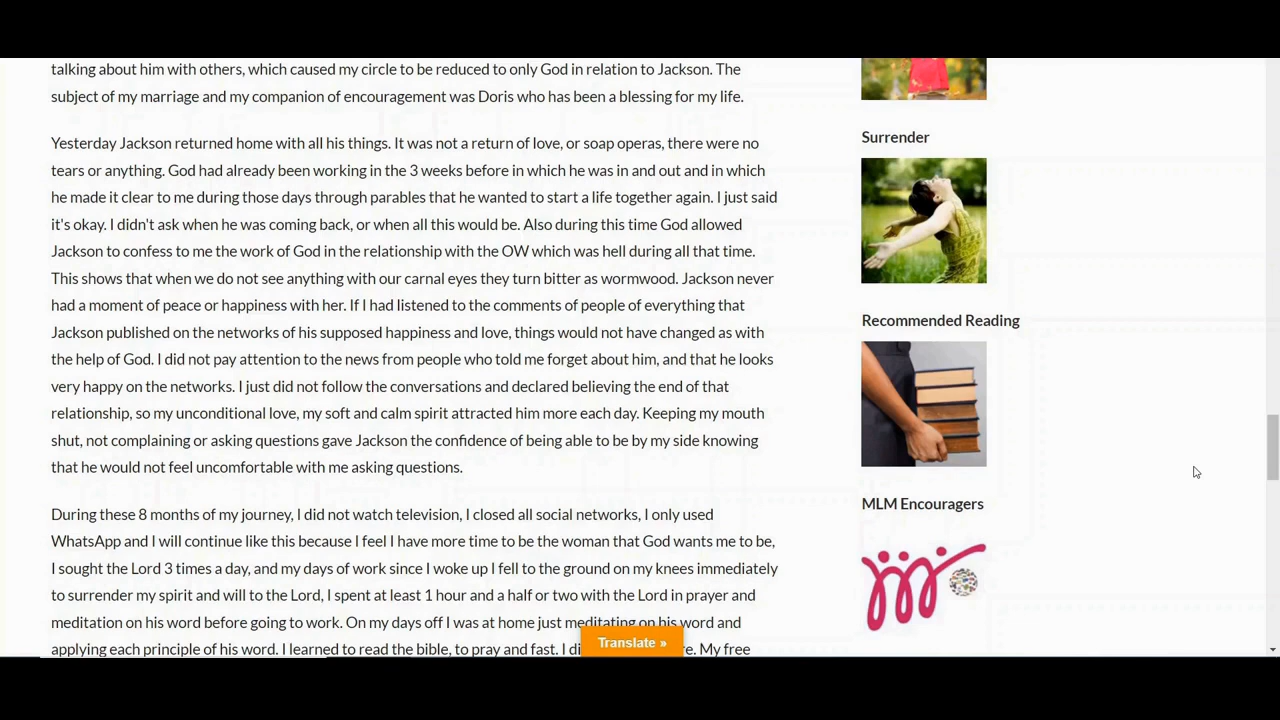 talking about him with others, which caused my circle to be reduced to only God in relation to Jackson. The
subject of my marriage and my companion of encouragement was Doris who has been a blessing for my life.
Yesterday Jackson returned home with all his things. It was not a return of love, or soap operas, there were no
tears or anything. God had already been working in the 3 weeks before in which he was in and out and in which
he made it clear to me during those days through parables that he wanted to start a life together again. I just said
it's okay. I didn't ask when he was coming back, or when all this would be. Also during this time God allowed
Jackson to confess to me the work of God in the relationship with the OW which was hell during all that time.
This shows that when we do not see anything with our carnal eyes they turn bitter as wormwood. Jackson never
had a moment of peace or happiness with her. If I had listened to the comments of people of everything that
Jackson published on the networks of his supposed happiness and love, things would not have changed as with
the help of God. I did not pay attention to the news from people who told me forget about him, and that he looks
very happy on the networks. I just did not follow the conversations and declared believing the end of that
relationship, so my unconditional love, my soft and calm spirit attracted him more each day. Keeping my mouth
shut, not complaining or asking questions gave Jackson the confidence of being able to be by my side knowing
that he would not feel uncomfortable with me asking questions.
During these 8 months of my journey, I did not watch television, I closed all social networks, I only used
WhatsApp and I will continue like this because I feel I have more time to be the woman that God wants me to be,
I sought the Lord 3 times a day, and my days of work since I woke up I fell to the ground on my knees immediately
to surrender my spirit and will to the Lord, I spent at least 1 hour and a half or two with the Lord in prayer and
meditation on his word before going to work. On my days off I was at home just meditating on his word and
applying each principle of his word. I learned to read the bible, to pray and fast. I My free
Translate »
Surrender
Recommended Reading
MLM Encouragers